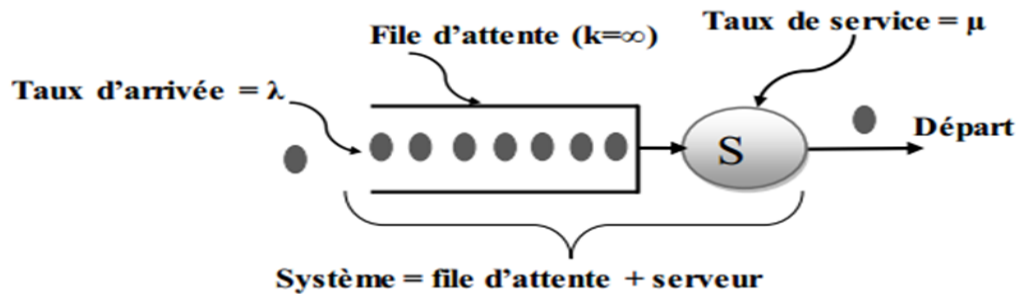 Taux de service = μ
File d'attente (k=∞)
Taux d'arrivée = λ
S
Départ
Système = file d'attente + serveur